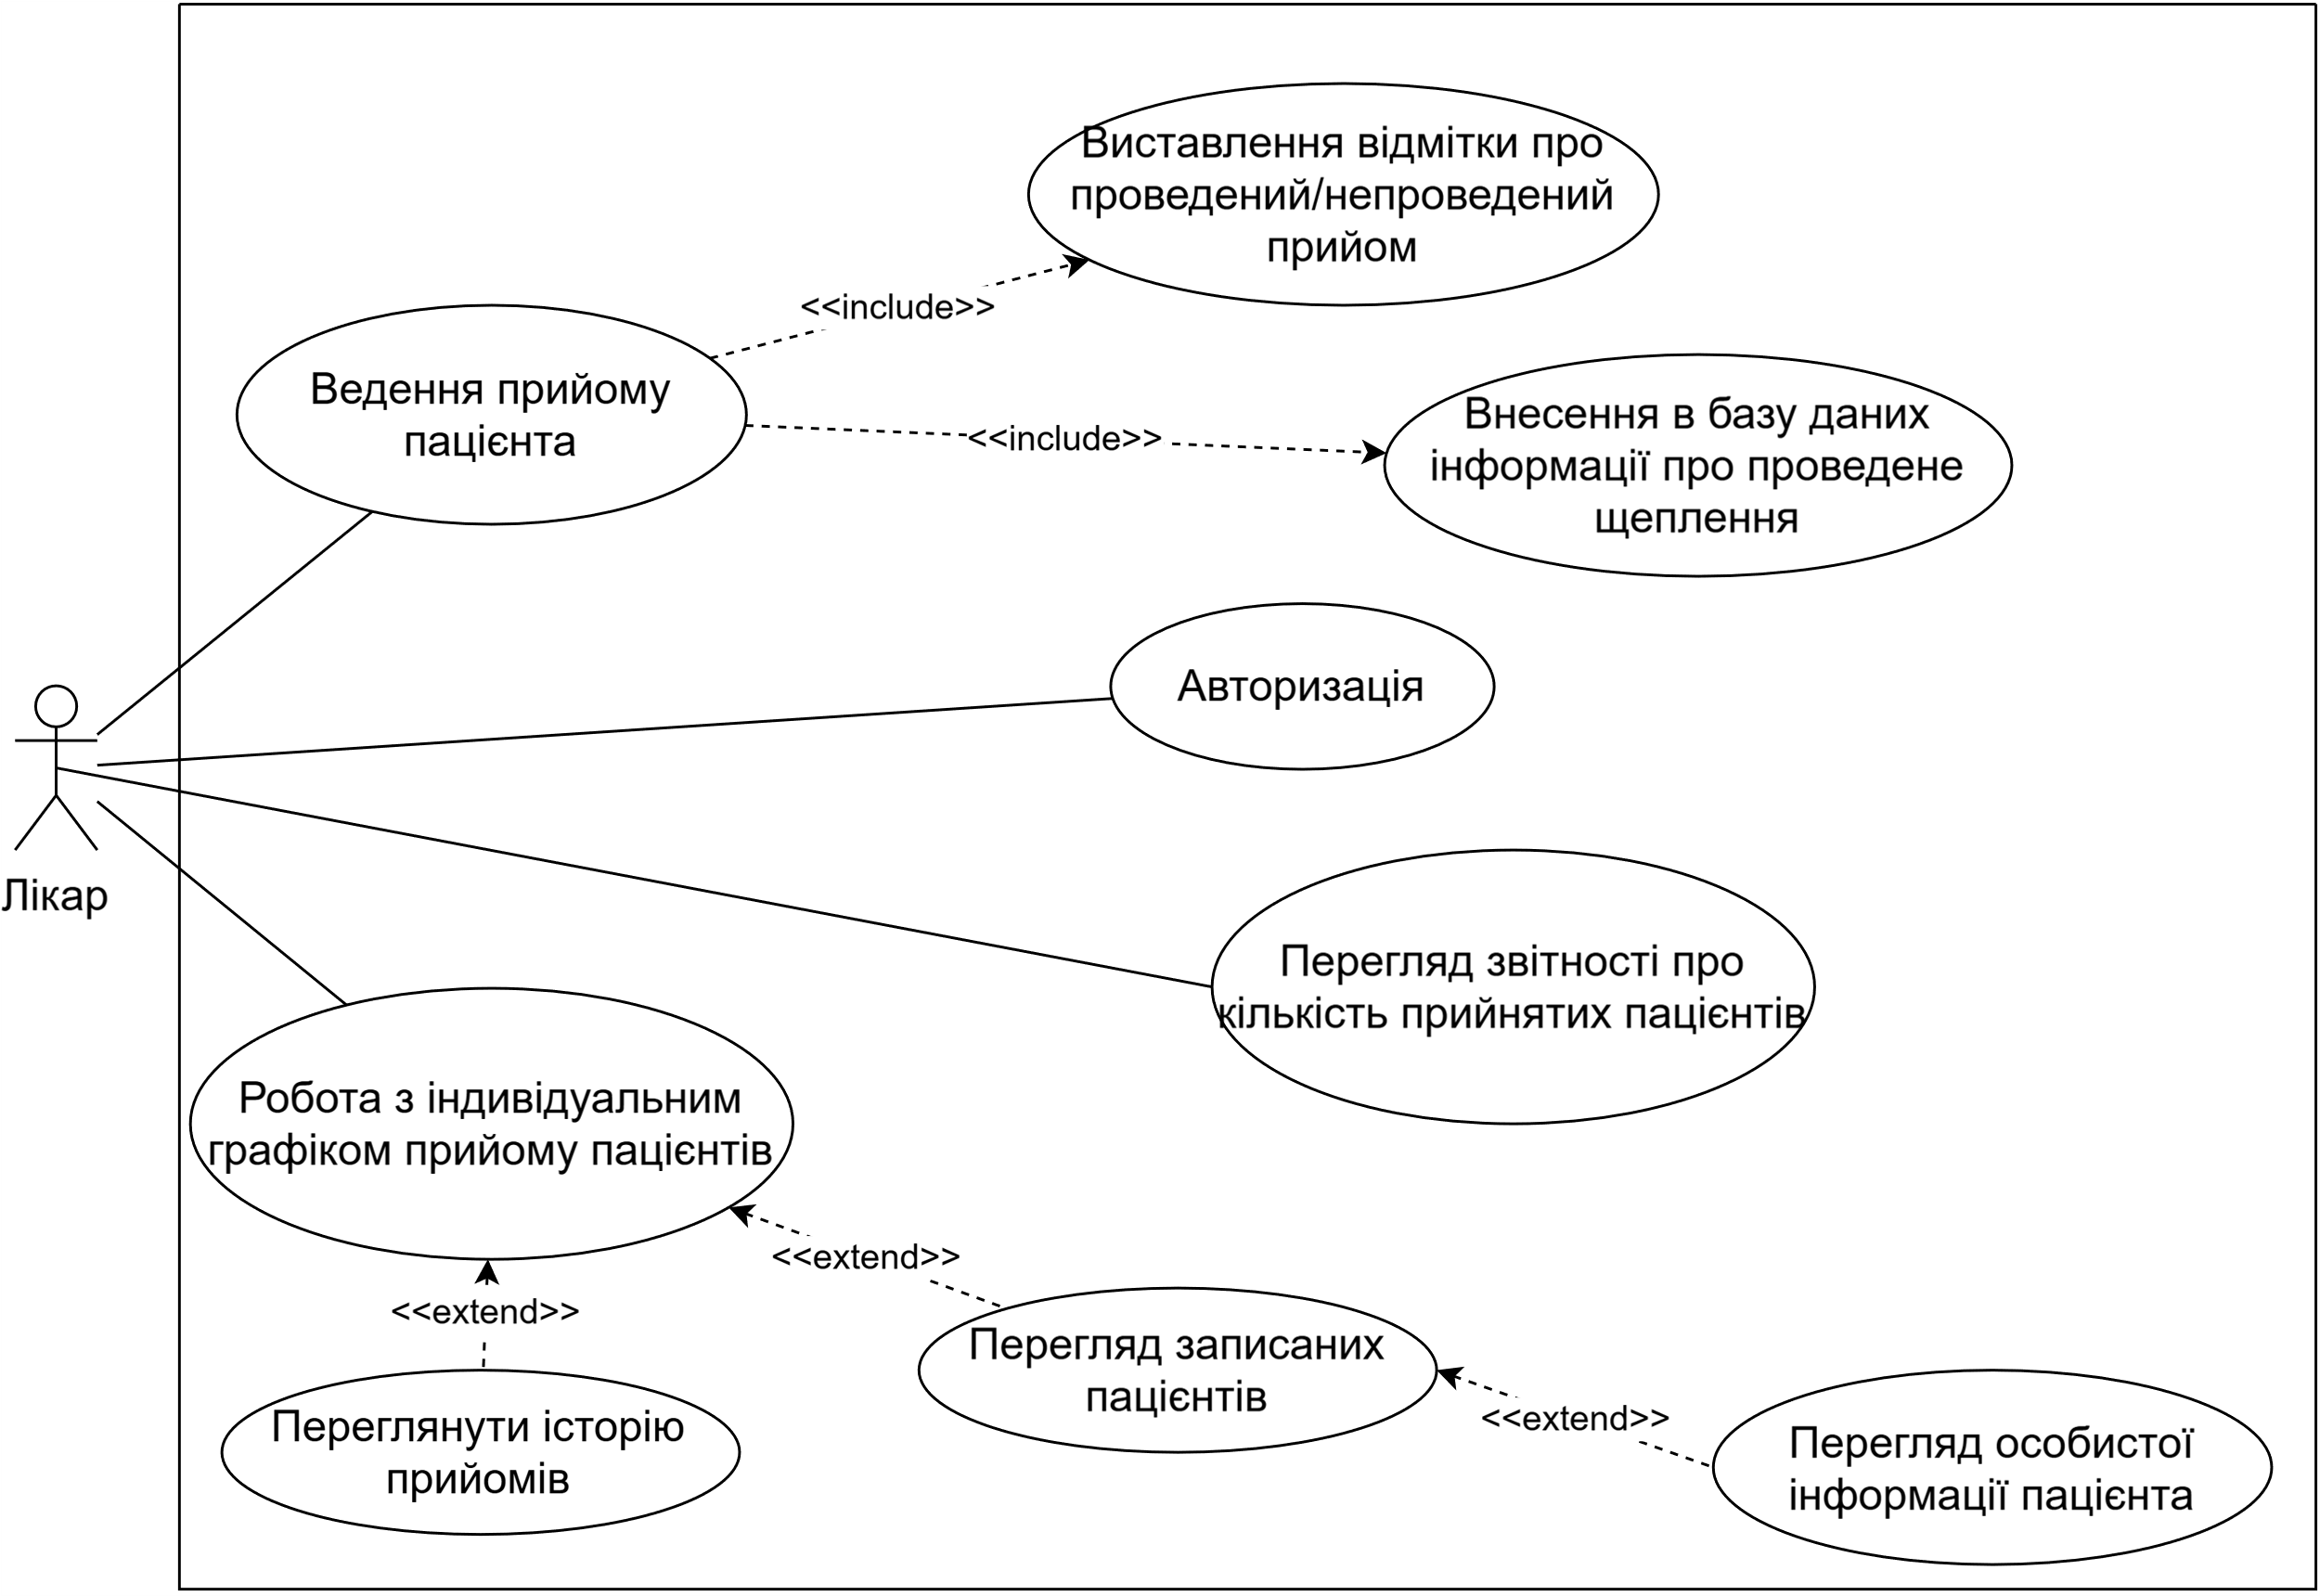 Виставлення відмітки про
проведений/непроведений
прийом
<<include>>
Ведення прийому
пацієнта
<<include>>
Внесення в базу даних
інформації про проведене
щеплення
Авторизація
Лікар
Перегляд звітності про
кількість прийнятих пацієнтів
Робота з індивідуальним
графіком прийому пацієнтів
<<extend>>
<<extend>>
Перегляд записаних
пацієнтів
<<extend>>
Переглянути історію
прийомів
Перегляд особистої
інформації пацієнта